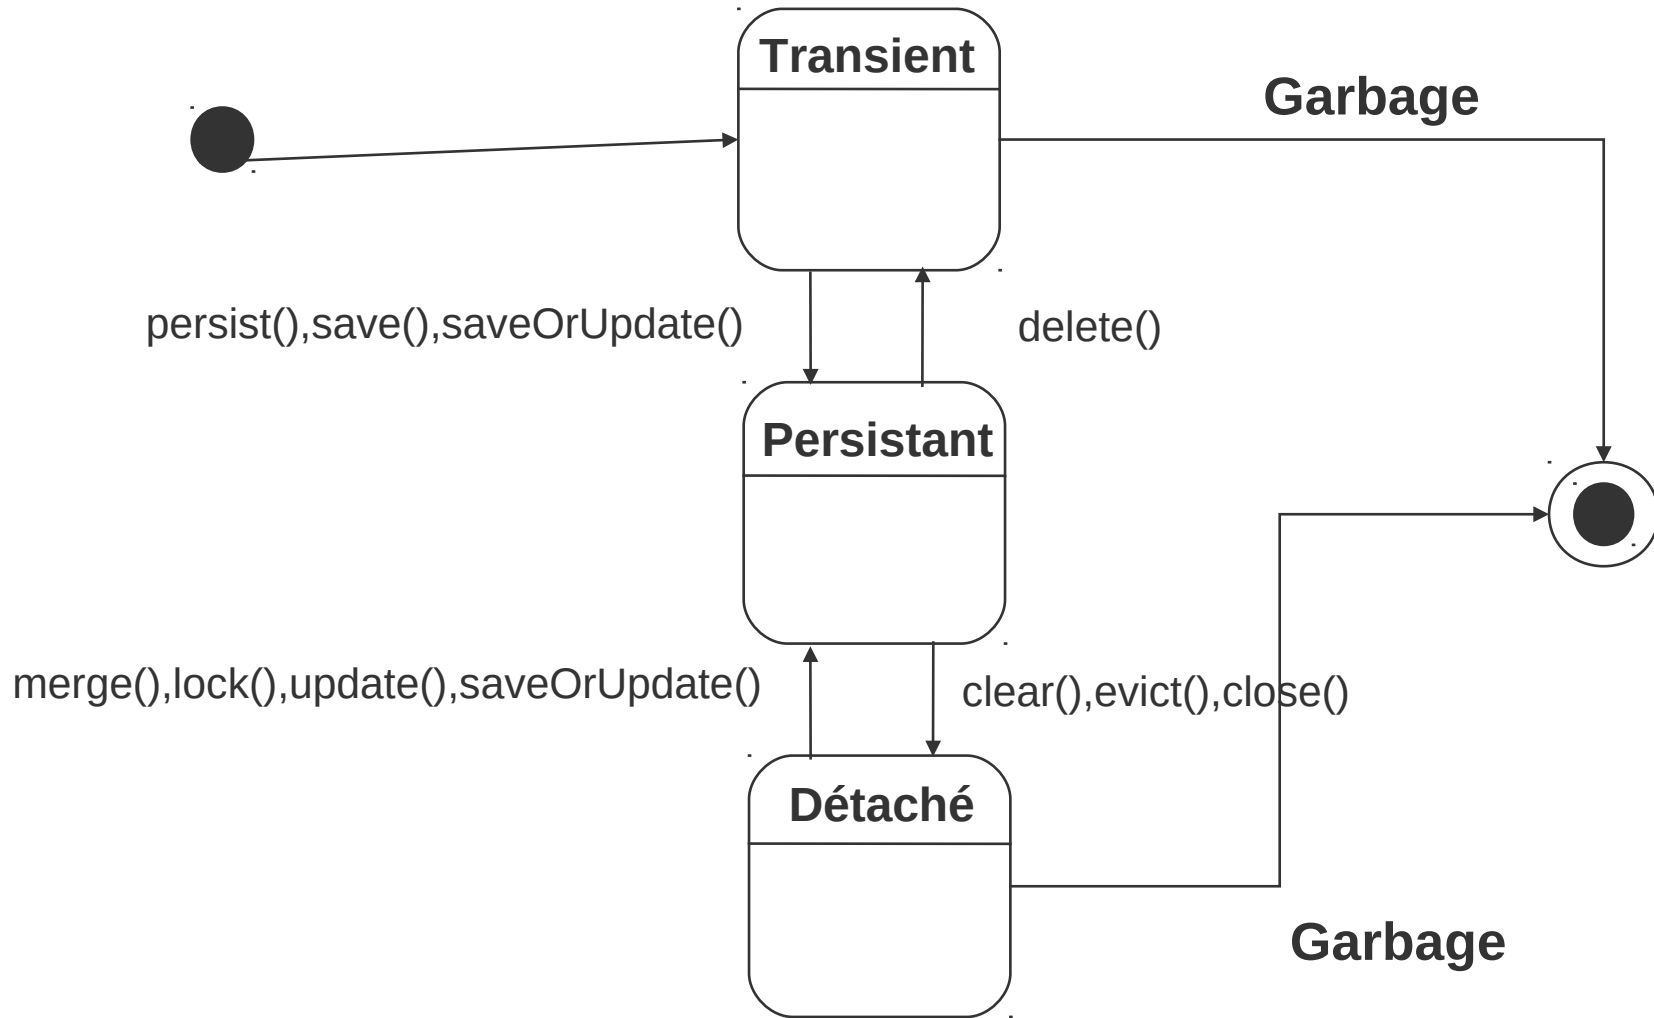 Transient
Garbage
persist(),save(),saveOrUpdate()
delete()
Persistant
merge(),lock(),update(),saveOrUpdate()
clear(),evict(),close()
Détaché
Garbage